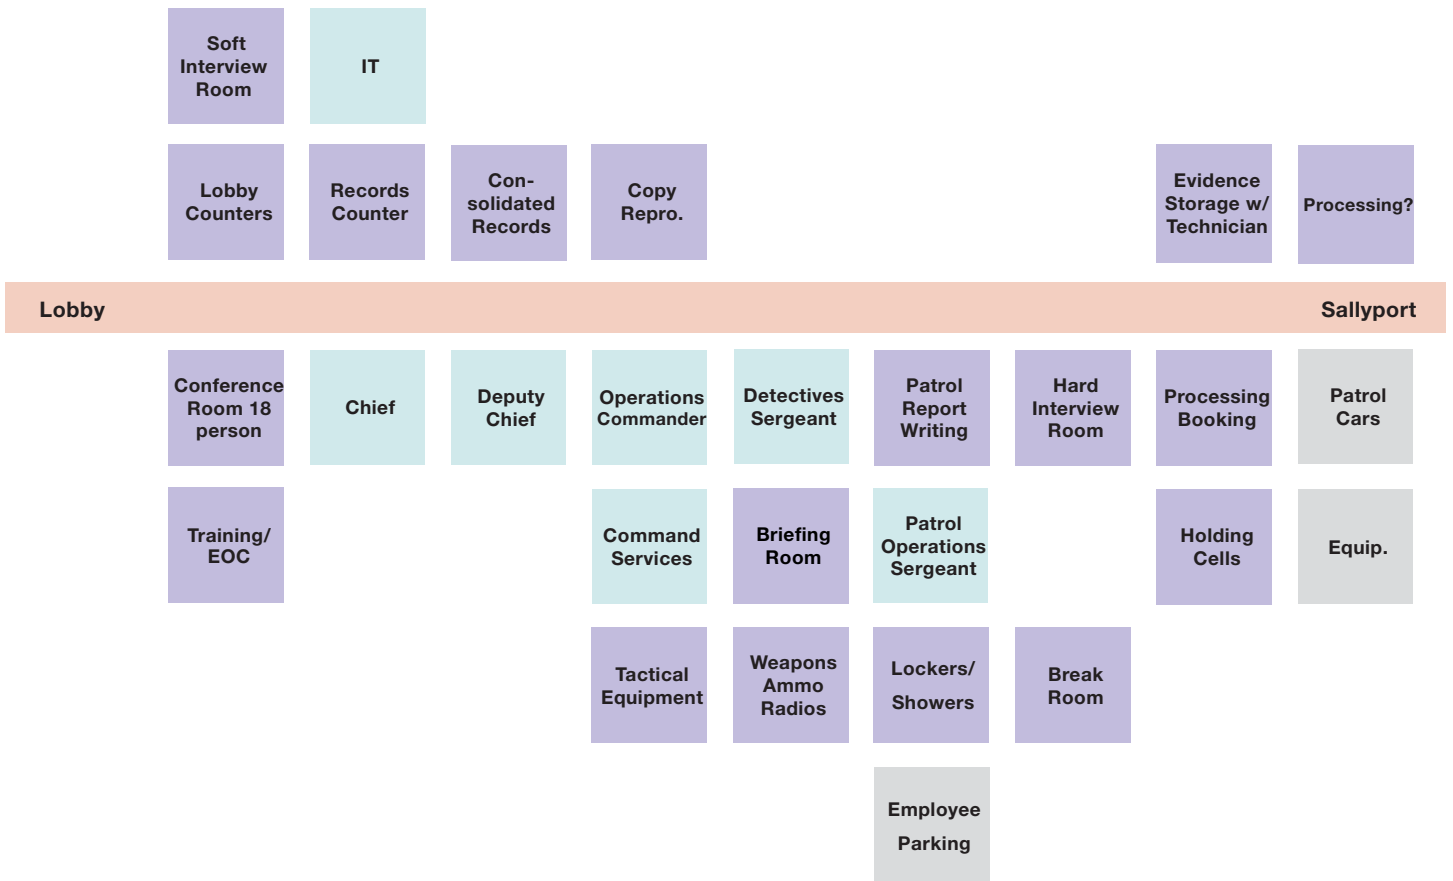 Soft
Interview
Room
IT
Lobby
Counters
Records
Counter
Con-
solidated
Records
Copy
Repro.
Evidence
Storage w/
Technician
Processing?
Lobby
Sallyport
Conference
Room 18
person
Chief
Deputy
Chief
Operations
Commander
Detectives
Sergeant
Patrol
Report
Writing
Hard
Interview
Room
Processing
Booking
Patrol
Cars
Training/
EOC
Command
Services
Briefing
Room
Patrol
Operations
Sergeant
Holding
Cells
Equip.
Tactical
Equipment
Weapons
Ammo
Radios
Lockers/
Showers
Break
Room
Employee
Parking